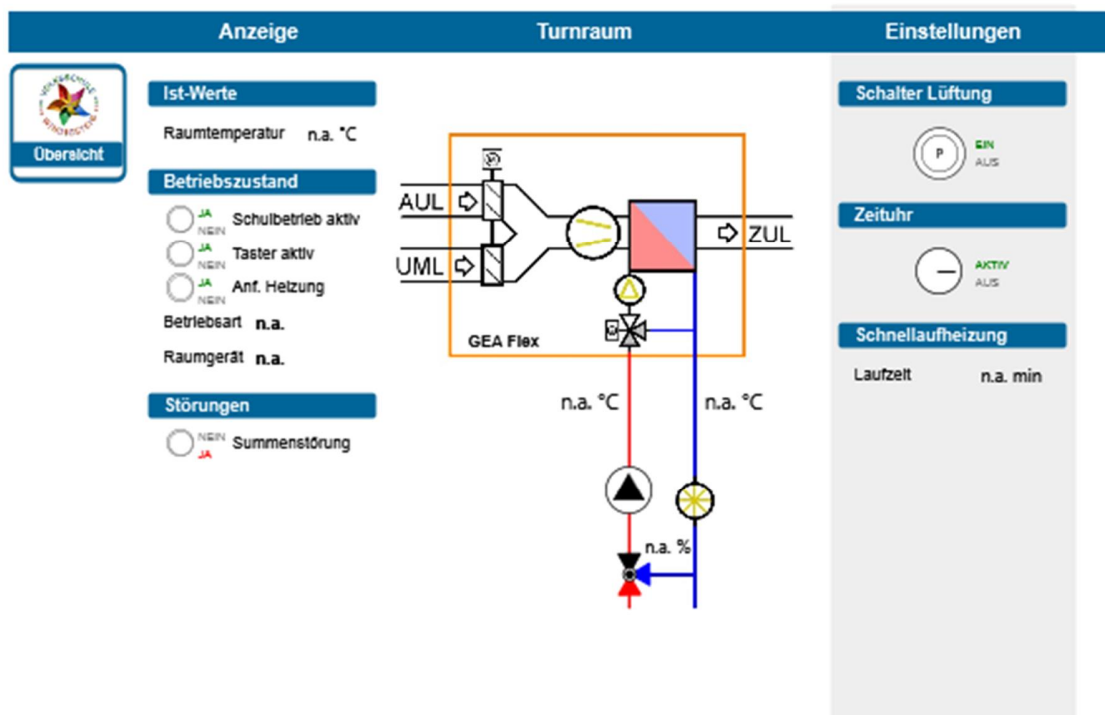 Anzeige
Turnraum
Einstellungen
VOLKSSCHULE
Übersicht
Ist-Werte
Raumtemperatur n.a. °C
Betriebszustand
JA
NEIN
Schulbetrieb aktiv
JA
NEIN
Taster aktiv
JA
NEIN
Anf. Heizung
Betriebsart n.a.
Raumgerät n.a.
Störungen
NEIN
JA
Summenstörung
AUL
UML
ZUL
M
GEA Flex
n.a. °C
n.a. °C
n.a. %
Schalter Lüftung
P
EIN
AUS
Zeituhr
AKTIV
AUS
Schnellaufheizung
Laufzeit n.a. min